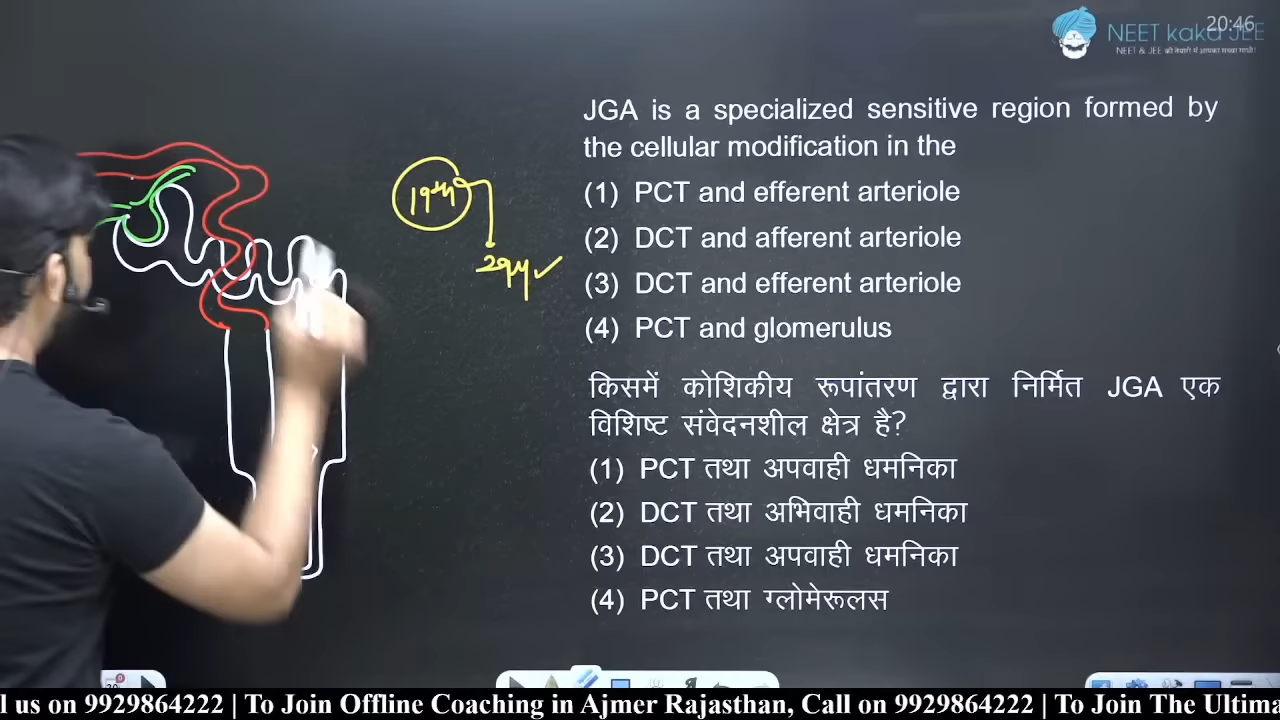 20:46
NEET kaka JEE
NEET & JEE की तैयारी में आपका सच्चा साथी!
JGA is a specialized sensitive region formed by
the cellular modification in the
(1) PCT and efferent arteriole
(2) DCT and afferent arteriole
(3) DCT and efferent arteriole
(4) PCT and glomerulus
किसमें कोशिकीय रूपांतरण द्वारा निर्मित JGA एक
विशिष्ट संवेदनशील क्षेत्र है?
(1) PCT तथा अपवाही धमनिका
(2) DCT तथा अभिवाही धमनिका
(3) DCT तथा अपवाही धमनिका
(4) PCT तथा ग्लोमेरूलस
l us on 9929864222 | To Join Offline Coaching in Ajmer Rajasthan, Call on 9929864222 | To Join The Ultima